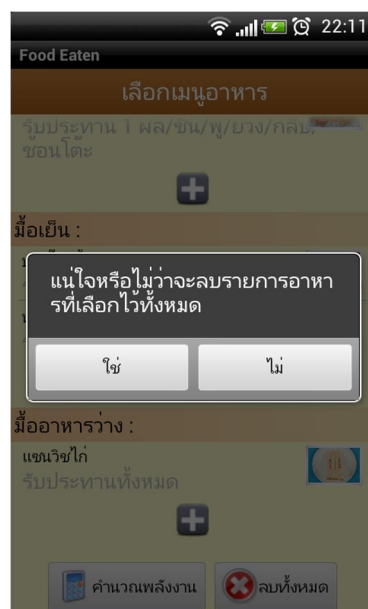 22:11
Food Eaten
เลือกเมนูอาหาร
รับประทาน 1 ผล/ชิ้น/พู/ยวง/กลีบ/
ช้อนโต๊ะ
มื้อเย็น :
แน่ใจหรือไม่ว่าจะลบรายการอาหา
รที่เลือกไว้ทั้งหมด
ใช่ ไม่
มื้ออาหารว่าง :
แซนวิชไก่
รับประทานทั้งหมด
คำนวณพลังงาน ลบทั้งหมด